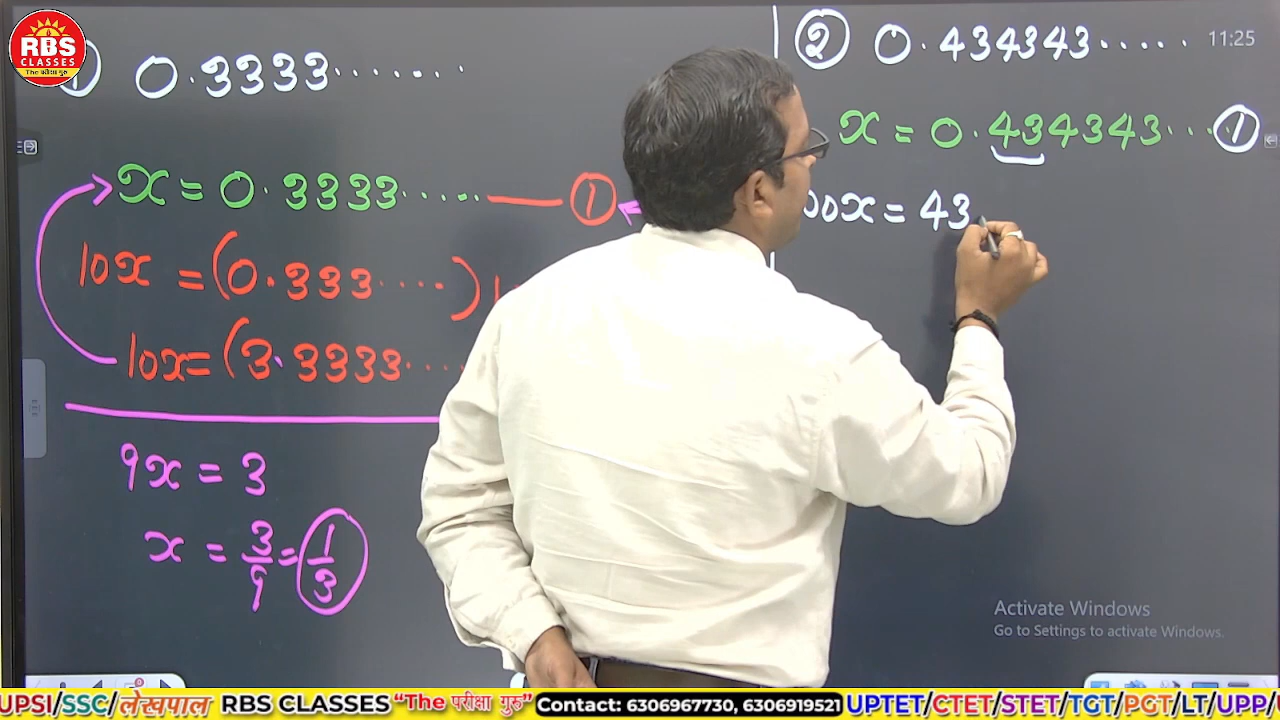 RBS
CLASSES
The परीक्षा गुरु
0.3333.......
x = 0.3333...... ——— ①
10x = (0.333....)
10x = (3.3333....
9x = 3
x = 3/9 = 1/3
② 0.434343.....
11:25
x = 0.434343... ①
00x = 43
Activate Windows
Go to Settings to activate Windows.
UPSI/SSC/लेखपाल RBS CLASSES “The परीक्षा गुरु” Contact: 6306967730, 6306919521 UPTET/CTET/STET/TGT/PGT/LT/UPP/